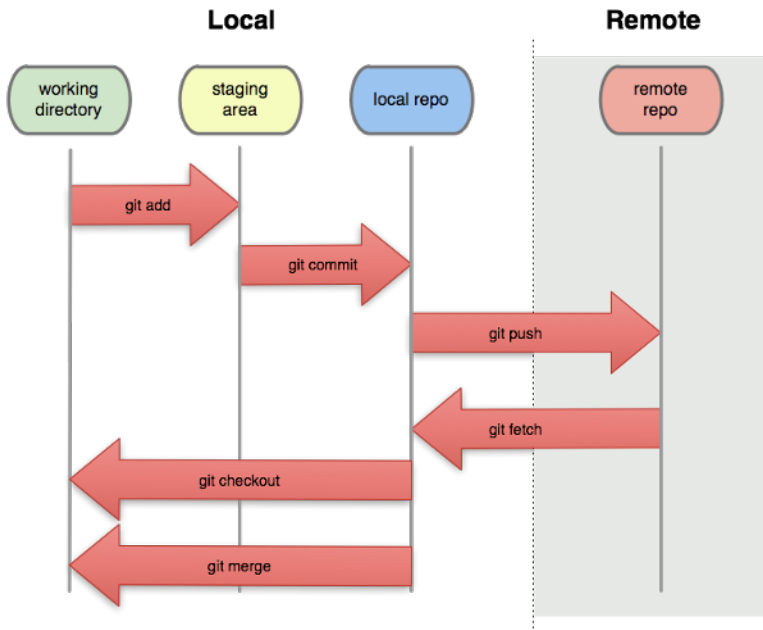 Local
Remote
working
directory
staging
area
local repo
remote
repo
git add
git commit
git push
git fetch
git checkout
git merge